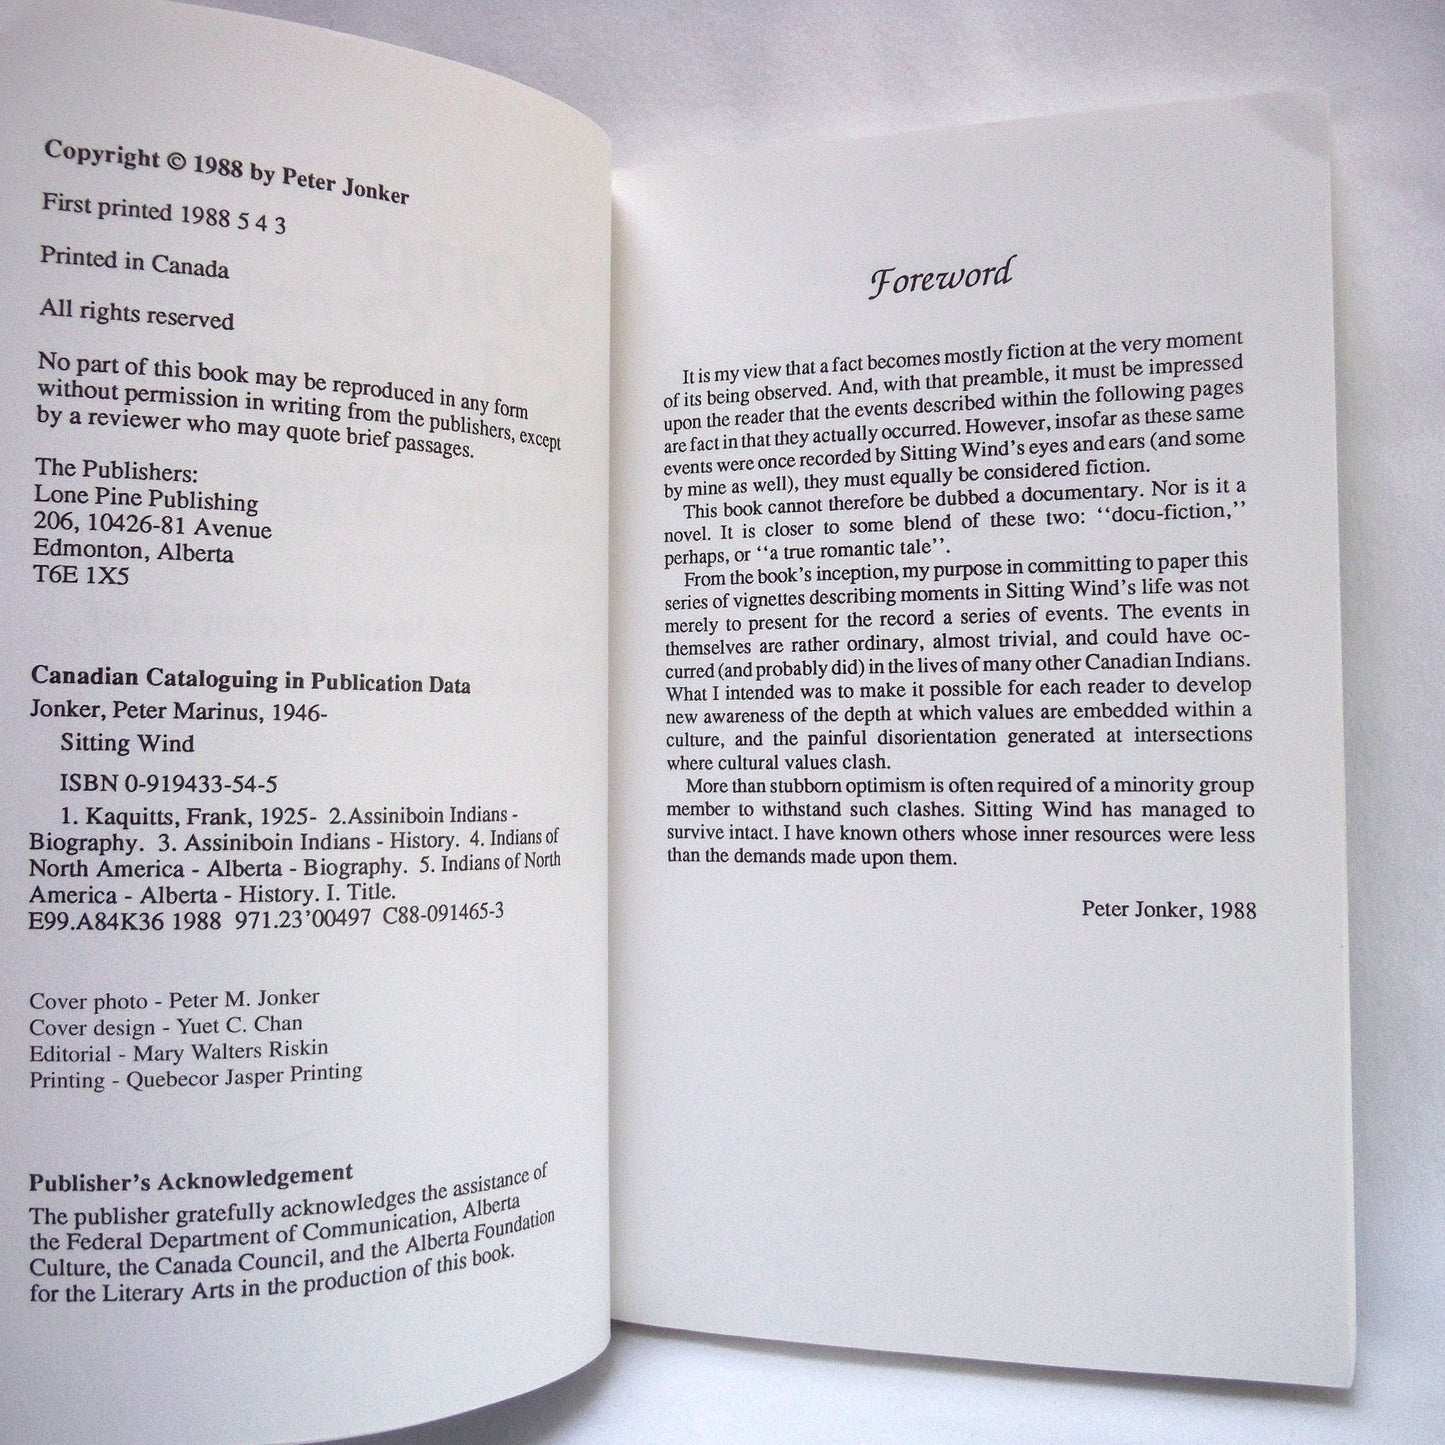 Copyright © 1988 by Peter Jonker
First printed 1988 5 4 3
Printed in Canada
All rights reserved
No part of this book may be reproduced in any form
without permission in writing from the publishers, except
by a reviewer who may quote brief passages.
The Publishers:
Lone Pine Publishing
206, 10426-81 Avenue
Edmonton, Alberta
T6E 1X5
Canadian Cataloguing in Publication Data
Jonker, Peter Marinus, 1946-
Sitting Wind
ISBN 0-919433-54-5
1. Kaquitts, Frank, 1925- 2.Assiniboin Indians -
Biography. 3. Assiniboin Indians - History. 4. Indians of
North America - Alberta - Biography. 5. Indians of North
America - Alberta - History. I. Title.
E99.A84K36 1988 971.23'00497 C88-091465-3
Cover photo - Peter M. Jonker
Cover design - Yuet C. Chan
Editorial - Mary Walters Riskin
Printing - Quebecor Jasper Printing
Publisher's Acknowledgement
The publisher gratefully acknowledges the assistance of
the Federal Department of Communication, Alberta
Culture, the Canada Council, and the Alberta Foundation
for the Literary Arts in the production of this book.
Foreword
It is my view that a fact becomes mostly fiction at the very moment
of its being observed. And, with that preamble, it must be impressed
upon the reader that the events described within the following pages
are fact in that they actually occurred. However, insofar as these same
events were once recorded by Sitting Wind's eyes and ears (and some
by mine as well), they must equally be considered fiction.
This book cannot therefore be dubbed a documentary. Nor is it a
novel. It is closer to some blend of these two: ‘‘docu-fiction,’’
perhaps, or ‘‘a true romantic tale’’.
From the book's inception, my purpose in committing to paper this
series of vignettes describing moments in Sitting Wind's life was not
merely to present for the record a series of events. The events in
themselves are rather ordinary, almost trivial, and could have oc-
curred (and probably did) in the lives of many other Canadian Indians.
What I intended was to make it possible for each reader to develop
new awareness of the depth at which values are embedded within a
culture, and the painful disorientation generated at intersections
where cultural values clash.
More than stubborn optimism is often required of a minority group
member to withstand such clashes. Sitting Wind has managed to
survive intact. I have known others whose inner resources were less
than the demands made upon them.
Peter Jonker, 1988